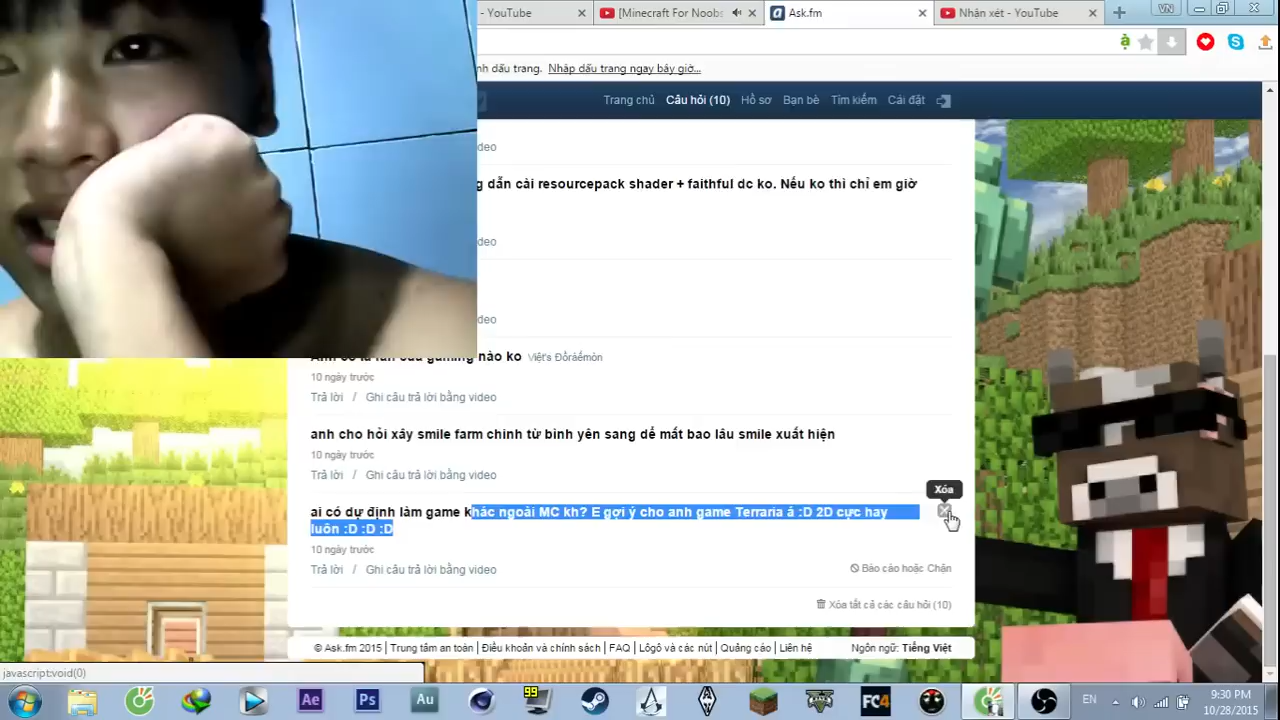 - YouTube
[Minecraft For Noobs
Ask.fm
Nhận xét - YouTube
VN
nh dấu trang. Nhập dấu trang ngay bây giờ...
Trang chủ Câu hỏi (10) Hồ sơ Bạn bè Tìm kiếm Cài đặt
deo
g dẫn cài resourcepack shader + faithful dc ko. Nếu ko thì chỉ em giờ
deo
deo
nào ko Việt's Đôraêmòn
10 ngày trước
Trả lời / Ghi câu trả lời bằng video
anh cho hỏi xây smile farm chinh từ bình yên sang dể mất bao lâu smile xuất hiện
10 ngày trước
Trả lời / Ghi câu trả lời bằng video
Xóa
ai có dự định làm game khác ngoài MC kh? E gợi ý cho anh game Terraria á :D 2D cực hay
luôn :D :D :D
10 ngày trước
Báo cáo hoặc Chặn
Trả lời / Ghi câu trả lời bằng video
Xóa tất cả các câu hỏi (10)
© Ask.fm 2015 | Trung tâm an toàn | Điều khoản và chính sách | FAQ | Lôgô và các nút | Quảng cáo | Liên hệ Ngôn ngữ: Tiếng Việt
javascript:void(0)
Ae Ps Au 99 FC4 EN
9:30 PM
10/28/2015